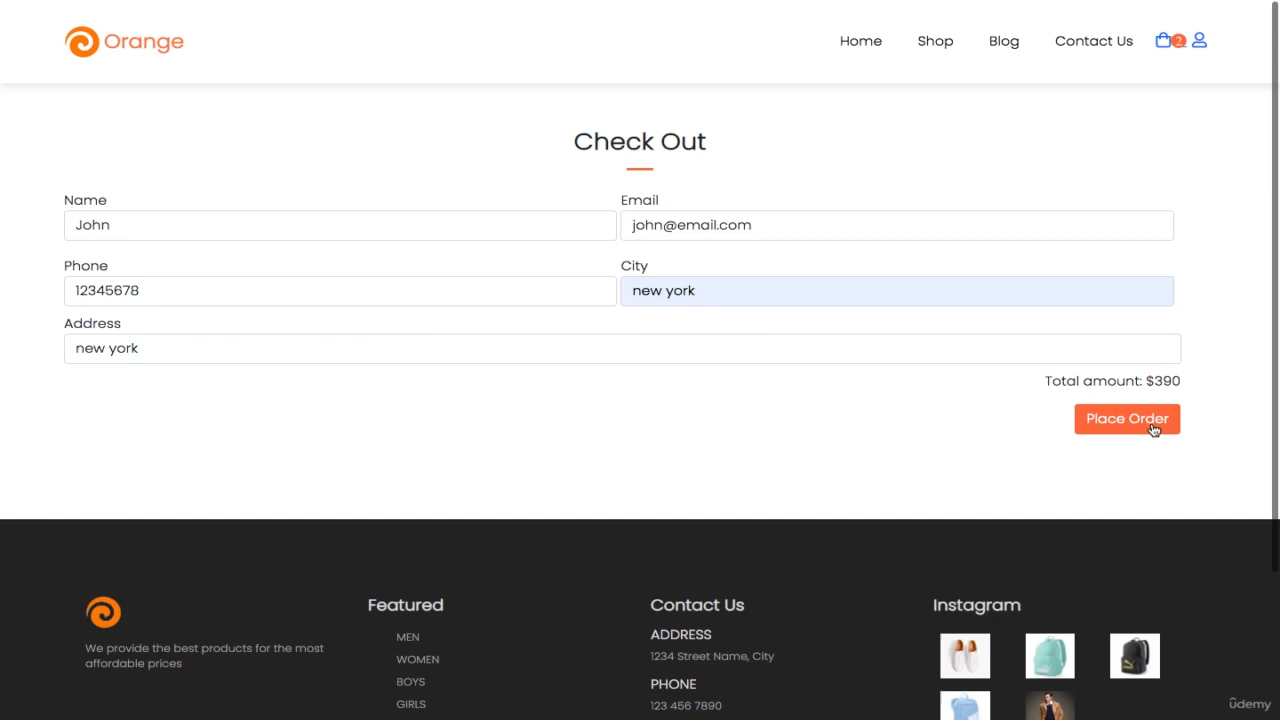 Orange
Home Shop Blog Contact Us 2
Check Out
Name Email
John john@email.com
Phone City
12345678 new york
Address
new york
Total amount: $390
Place Order
Featured Contact Us Instagram
We provide the best products for the most
affordable prices
MEN
WOMEN
BOYS
GIRLS
ADDRESS
1234 Street Name, City
PHONE
123 456 7890
ûdemy